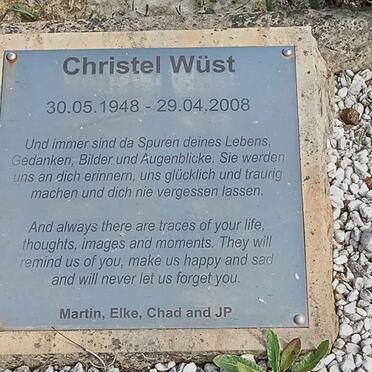 Christel Wüst
30.05.1948 - 29.04.2008
Und immer sind da Spuren deines Lebens,
Gedanken, Bilder und Augenblicke. Sie werden
uns an dich erinnern, uns glücklich und traurig
machen und dich nie vergessen lassen.
And always there are traces of your life,
thoughts, images and moments. They will
remind us of you, make us happy and sad
and will never let us forget you.
Martin, Elke, Chad and JP